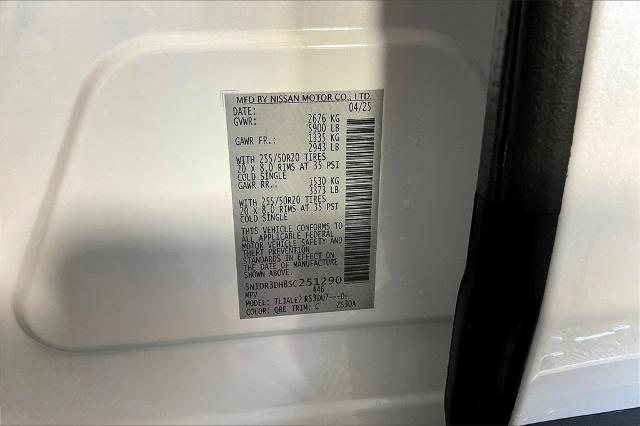 MFD BY NISSAN MOTOR CO., LTD.
DATE: 04/25
GVWR: 2676 KG
5900 LB
GAWR FR.: 1335 KG
2943 LB
WITH 255/50R20 TIRES
20 X 8.0 RIMS AT 35 PSI
COLD SINGLE
GAWR RR.: 1530 KG
3373 LB
WITH 255/50R20 TIRES
20 X 8.0 RIMS AT 35 PSI
COLD SINGLE
THIS VEHICLE CONFORMS TO
ALL APPLICABLE FEDERAL
MOTOR VEHICLE SAFETY AND
THEFT PREVENTION
STANDARDS IN EFFECT ON
THE DATE OF MANUFACTURE
SHOWN ABOVE.
5N1DR3DH8SC251290
MPV 446
MODEL: TLJALE2 R53DU7---D-
COLOR: QBE TRIM: C ZS30A